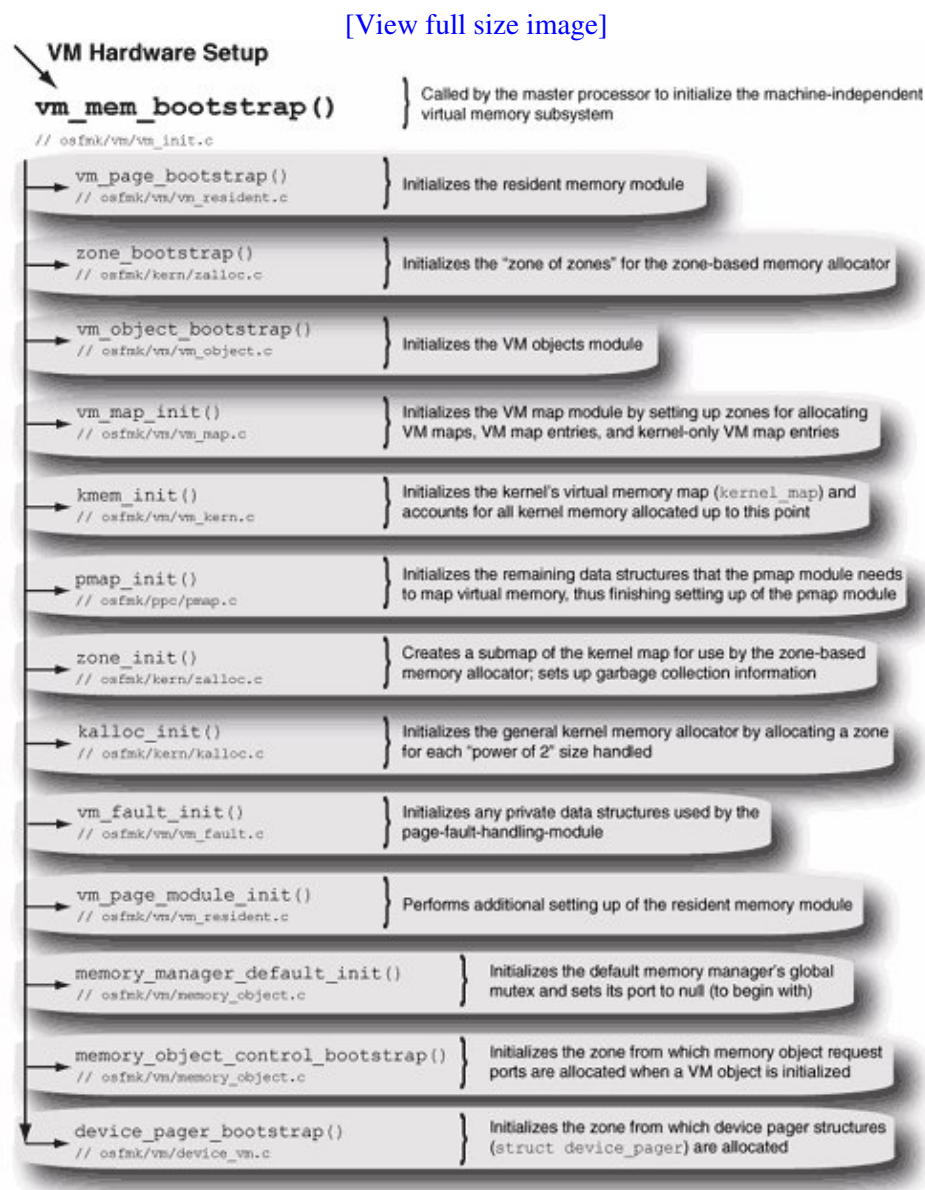 [View full size image]
VM Hardware Setup
vm_mem_bootstrap()
// osfmk/vm/vm_init.c
Called by the master processor to initialize the machine-independent
virtual memory subsystem
vm_page_bootstrap()
// osfmk/vm/vm_resident.c
Initializes the resident memory module
zone_bootstrap()
// osfmk/kern/zalloc.c
Initializes the "zone of zones" for the zone-based memory allocator
vm_object_bootstrap()
// osfmk/vm/vm_object.c
Initializes the VM objects module
vm_map_init()
// osfmk/vm/vm_map.c
Initializes the VM map module by setting up zones for allocating
VM maps, VM map entries, and kernel-only VM map entries
kmem_init()
// osfmk/vm/vm_kern.c
Initializes the kernel's virtual memory map (kernel_map) and
accounts for all kernel memory allocated up to this point
pmap_init()
// osfmk/ppc/pmap.c
Initializes the remaining data structures that the pmap module needs
to map virtual memory, thus finishing setting up of the pmap module
zone_init()
// osfmk/kern/zalloc.c
Creates a submap of the kernel map for use by the zone-based
memory allocator; sets up garbage collection information
kalloc_init()
// osfmk/kern/kalloc.c
Initializes the general kernel memory allocator by allocating a zone
for each "power of 2" size handled
vm_fault_init()
// osfmk/vm/vm_fault.c
Initializes any private data structures used by the
page-fault-handling-module
vm_page_module_init()
// osfmk/vm/vm_resident.c
Performs additional setting up of the resident memory module
memory_manager_default_init()
// osfmk/vm/memory_object.c
Initializes the default memory manager's global
mutex and sets its port to null (to begin with)
memory_object_control_bootstrap()
// osfmk/vm/memory_object.c
Initializes the zone from which memory object request
ports are allocated when a VM object is initialized
device_pager_bootstrap()
// osfmk/vm/device_vm.c
Initializes the zone from which device pager structures
(struct device_pager) are allocated